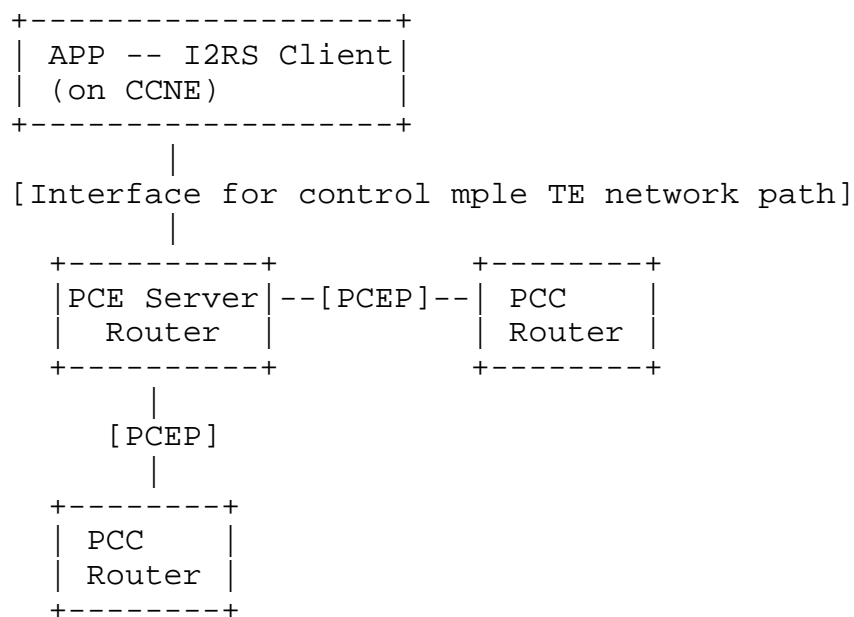 APP -- I2RS Client
(on CCNE)
[Interface for control mple TE network path]
PCE Server --[PCEP]-- PCC
Router Router
[PCEP]
PCC
Router